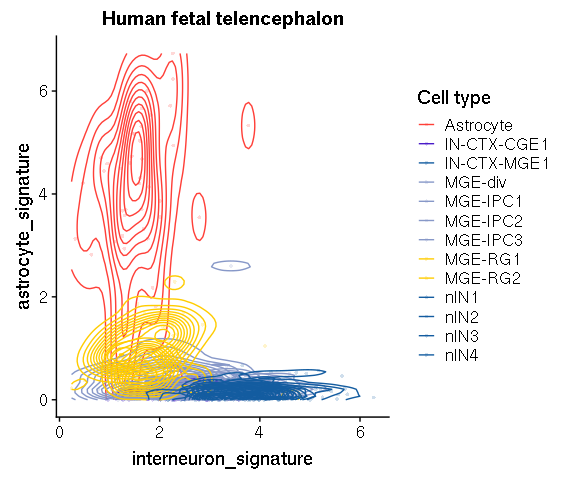 Human fetal telencephalon
astrocyte_signature
6
4
2
0
0
2
4
6
interneuron_signature
Cell type
Astrocyte
IN-CTX-CGE1
IN-CTX-MGE1
MGE-div
MGE-IPC1
MGE-IPC2
MGE-IPC3
MGE-RG1
MGE-RG2
nIN1
nIN2
nIN3
nIN4